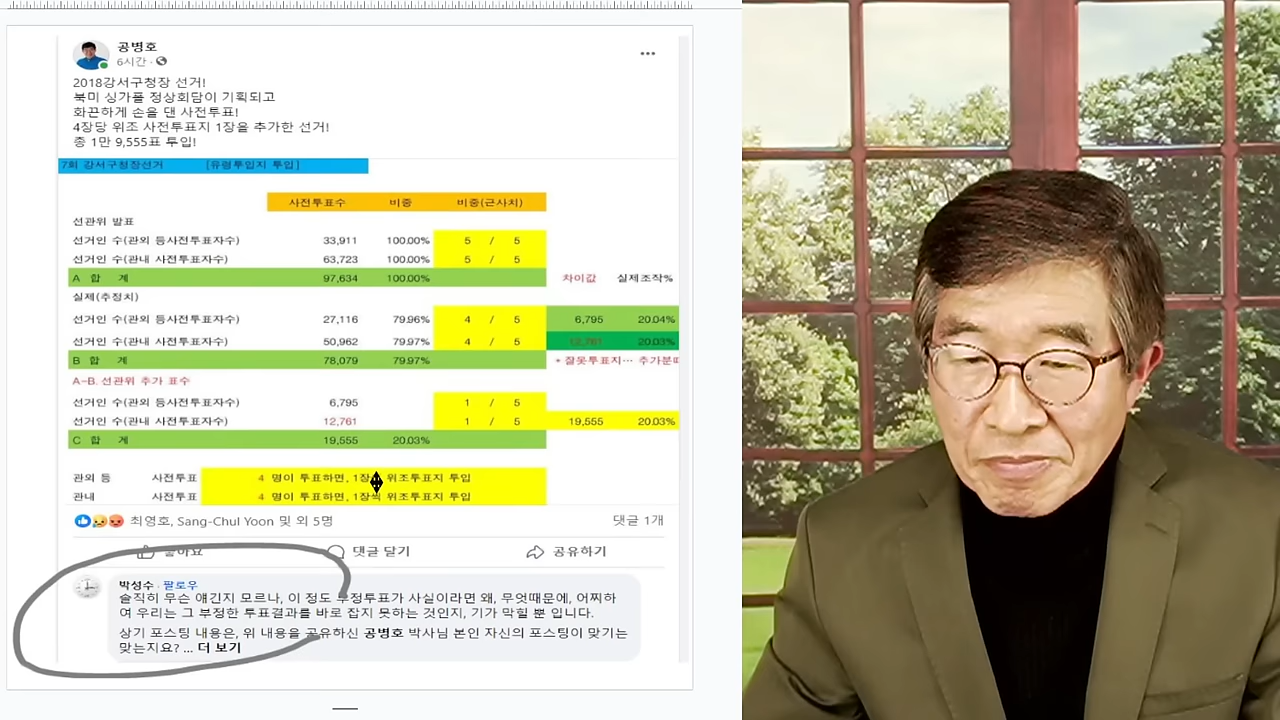 공병호
6시간 ·
2018강서구청장 선거!
북미 싱가폴 정상회담이 기획되고
화끈하게 손을 댄 사전투표!
4장당 위조 사전투표지 1장을 추가한 선거!
총 1만 9,555표 투입!
7회 강서구청장선거 [유령투입지 투입]
사전투표수 비중 비중(근사치)
선관위 발표
선거인 수(관외 등사전투표자수) 33,911 100.00% 5 / 5
선거인 수(관내 사전투표자수) 63,723 100.00% 5 / 5
A 합 계 97,634 100.00% 차이값 실제조작%
실제(추정치)
선거인 수(관외 등사전투표자수) 27,116 79.96% 4 / 5 6,795 20.04%
선거인 수(관내 사전투표자수) 50,962 79.97% 4 / 5 12,761 20.03%
B 합 계 78,079 79.97% * 잘못투표지… 추가분
A-B. 선관위 추가 표수
선거인 수(관외 등사전투표자수) 6,795 1 / 5
선거인 수(관내 사전투표자수) 12,761 1 / 5 19,555 20.03%
C 합 계 19,555 20.03%
관외 등 사전투표 4 명이 투표하면, 1장씩 위조투표지 투입
관내 사전투표 4 명이 투표하면, 1장씩 위조투표지 투입
최영호, Sang-Chul Yoon 및 외 5명 댓글 1개
좋아요 댓글 달기 공유하기
박성수 · 팔로우
솔직히 무슨 얘긴지 모르나, 이 정도 부정투표가 사실이라면 왜, 무엇때문에, 어찌하
여 우리는 그 부정한 투표결과를 바로 잡지 못하는 것인지, 기가 막힐 뿐 입니다.
상기 포스팅 내용은, 위 내용을 공유하신 공병호 박사님 본인 자신의 포스팅이 맞기는
맞는지요? ... 더 보기